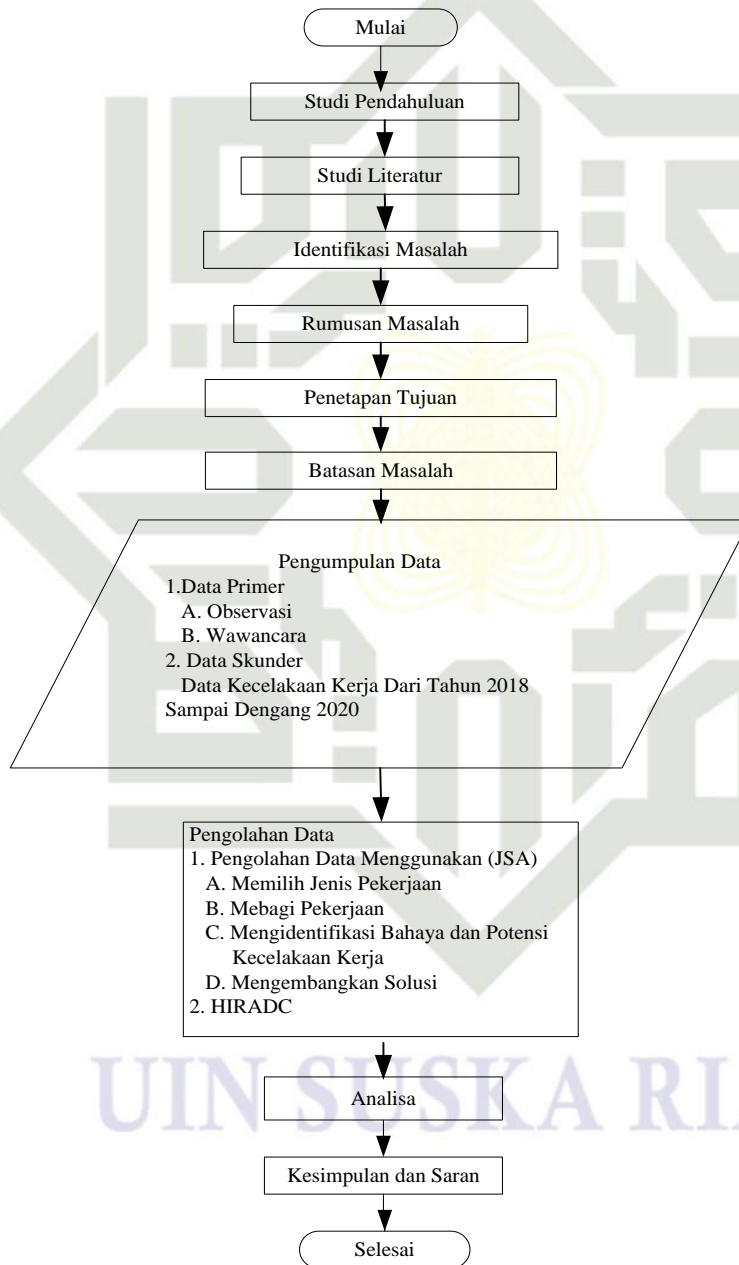 Mulai
Studi Pendahuluan
Studi Literatur
Identifikasi Masalah
Rumusan Masalah
Penetapan Tujuan
Batasan Masalah
Pengumpulan Data
1.Data Primer
A. Observasi
B. Wawancara
2. Data Skunder
Data Kecelakaan Kerja Dari Tahun 2018
Sampai Dengang 2020
Pengolahan Data
1. Pengolahan Data Menggunakan (JSA)
A. Memilih Jenis Pekerjaan
B. Mebagi Pekerjaan
C. Mengidentifikasi Bahaya dan Potensi
Kecelakaan Kerja
D. Mengembangkan Solusi
2. HIRADC
UIN SUSKA RIA
Analisa
Kesimpulan dan Saran
Selesai